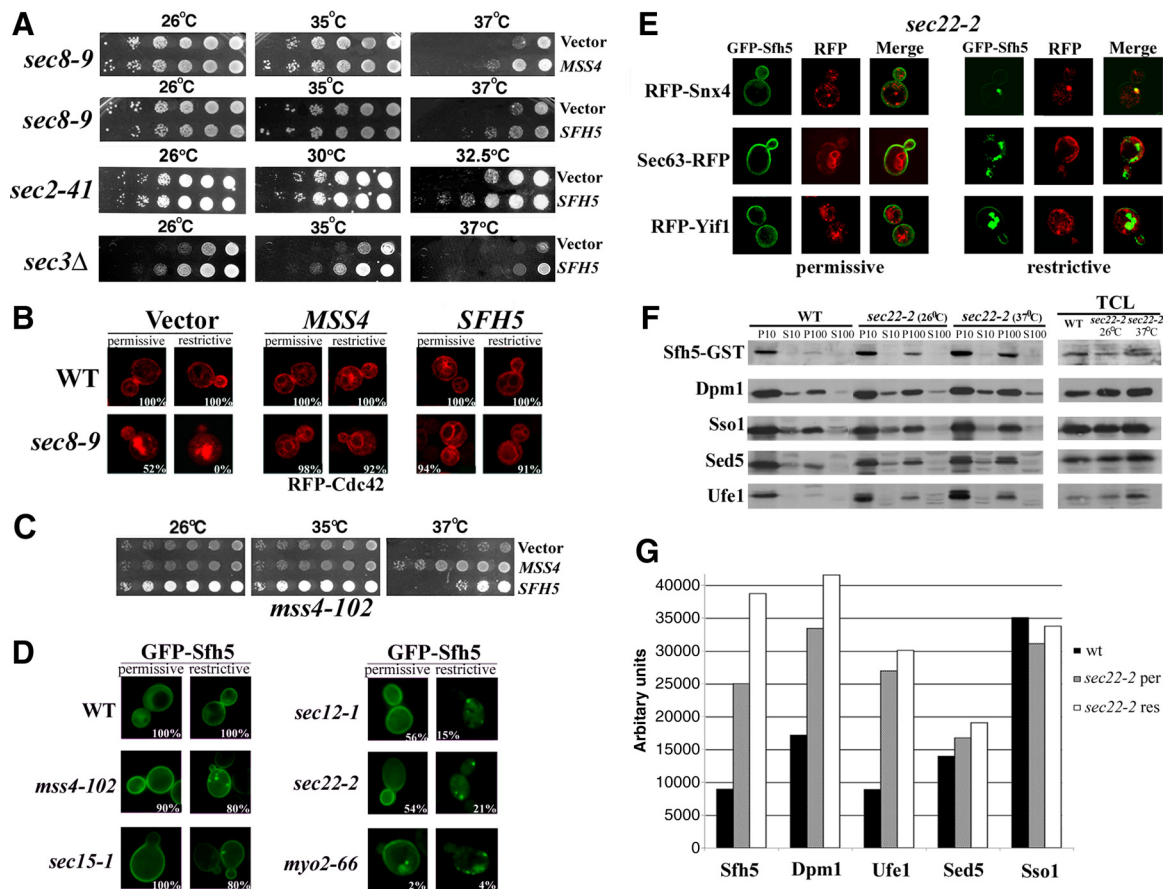 A
26°C 35°C 37°C
sec8-9 Vector
MSS4
26°C 35°C 37°C
sec8-9 Vector
SFH5
26°C 30°C 32.5°C
sec2-41 Vector
SFH5
26°C 35°C 37°C
sec3Δ Vector
SFH5
B
Vector MSS4 SFH5
permissive restrictive permissive restrictive permissive restrictive
WT 100% 100% 100% 100% 100% 100%
sec8-9 52% 0% 98% 92% 94% 91%
RFP-Cdc42
C
26°C 35°C 37°C
Vector
MSS4
SFH5
mss4-102
D
GFP-Sfh5 GFP-Sfh5
permissive restrictive permissive restrictive
WT 100% 100% sec12-1 56% 15%
mss4-102 90% 80% sec22-2 54% 21%
sec15-1 100% 80% myo2-66 2% 4%
E
sec22-2
GFP-Sfh5 RFP Merge GFP-Sfh5 RFP Merge
RFP-Snx4
Sec63-RFP
RFP-Yif1
permissive restrictive
F
WT sec22-2 (26⁰C) sec22-2 (37⁰C)
P10 S10 P100 S100 P10 S10 P100 S100 P10 S10 P100 S100
TCL
WT sec22-2 26⁰C sec22-2 37⁰C
Sfh5-GST
Dpm1
Sso1
Sed5
Ufe1
G
Arbitary units
40000
35000
30000
25000
20000
15000
10000
5000
0
Sfh5 Dpm1 Ufe1 Sed5 Sso1
wt
sec22-2 per
sec22-2 res